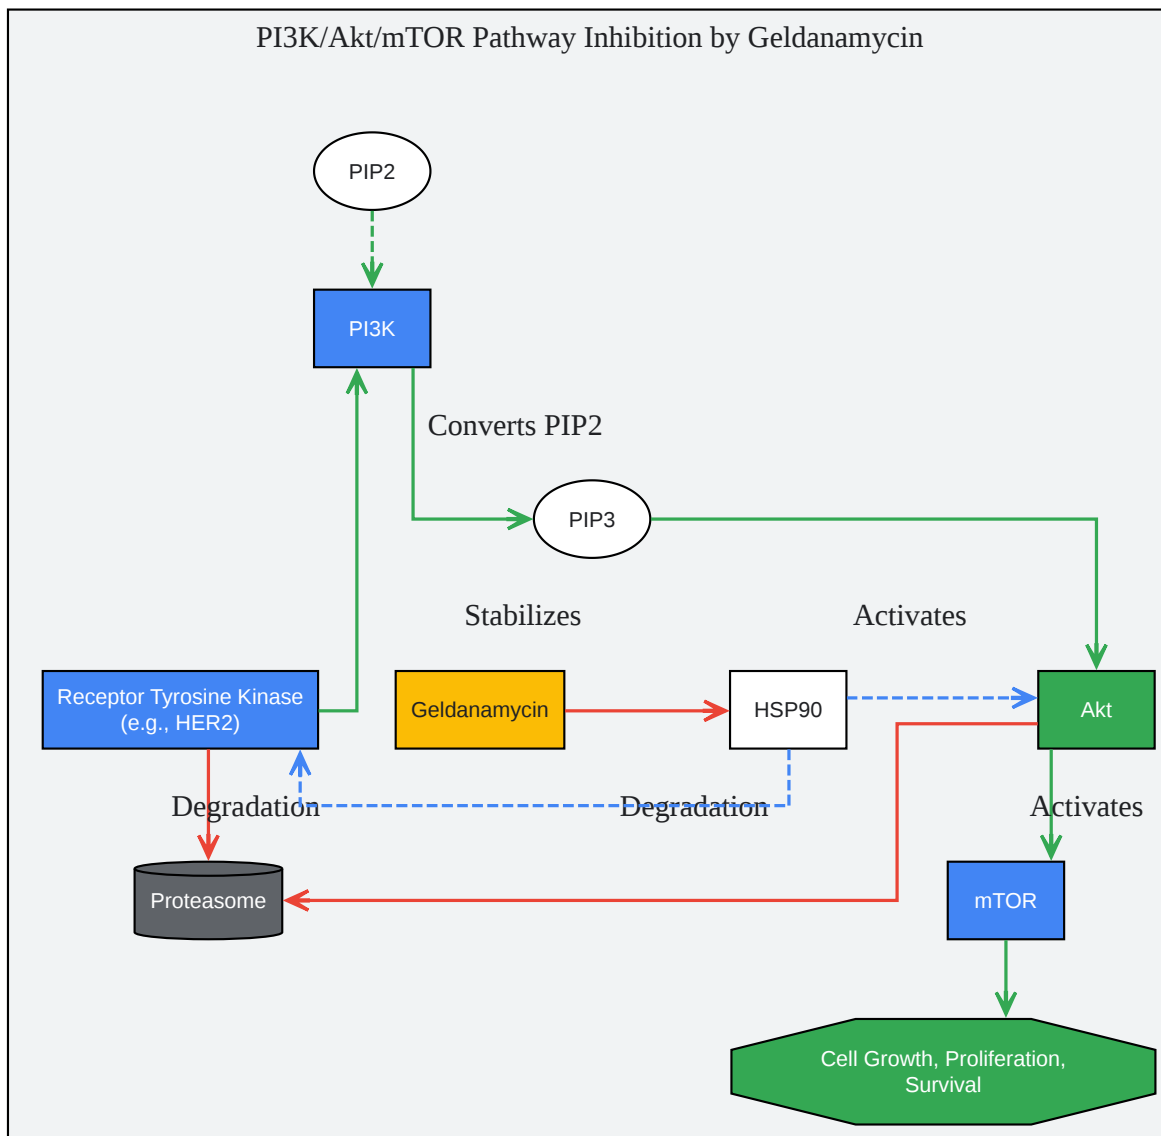 PI3K/Akt/mTOR Pathway Inhibition by Geldanamycin
PIP2
PI3K
Converts PIP2
PIP3
Stabilizes
Activates
Receptor Tyrosine Kinase
(e.g., HER2)
Geldanamycin
HSP90
Akt
Degradation
Degradation
Activates
Proteasome
mTOR
Cell Growth, Proliferation,
Survival